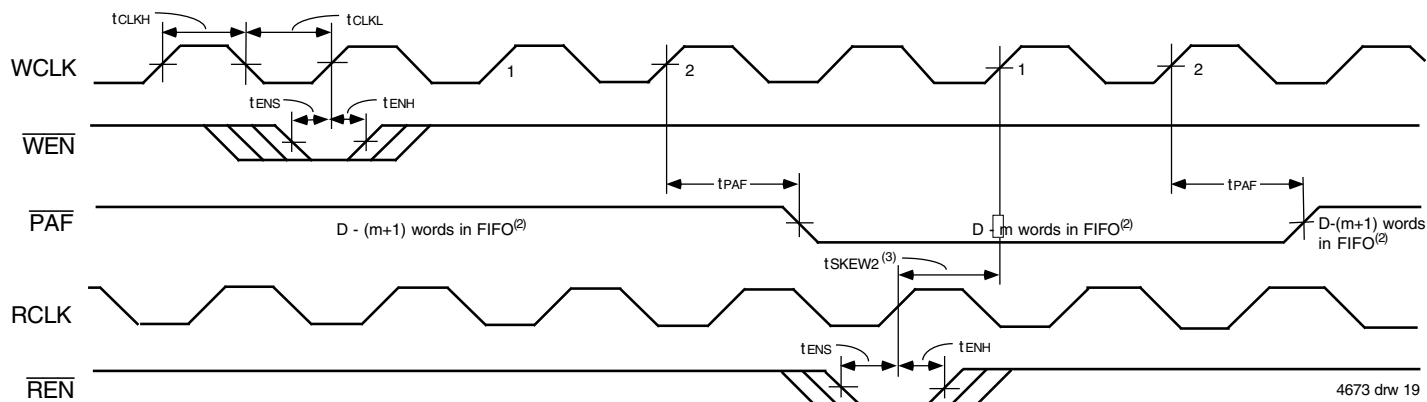 tCLKH tCLKL
WCLK 1 2 1 2
tENS tENH
WEN
tPAF tPAF
PAF
D - (m+1) words in FIFO(2) D - m words in FIFO(2) D-(m+1) words
in FIFO(2)
tSKEW2 (3)
RCLK
tENS tENH
REN
4673 drw 19